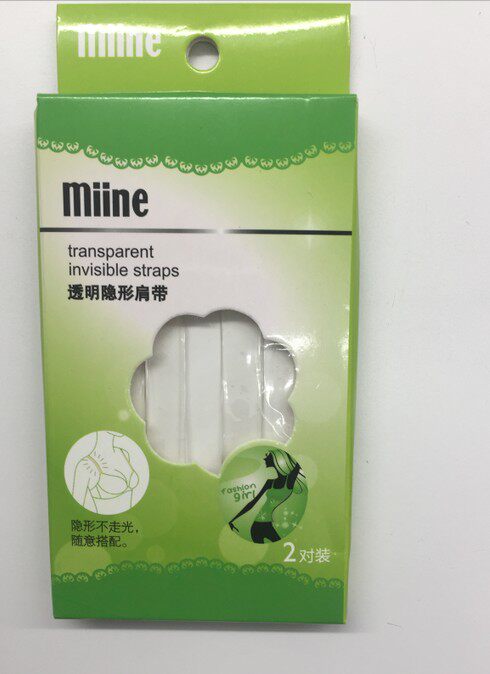 miine
miine
transparent
invisible straps
透明隐形肩带
fashion
girl
隐形不走光，
随意搭配。
2对装